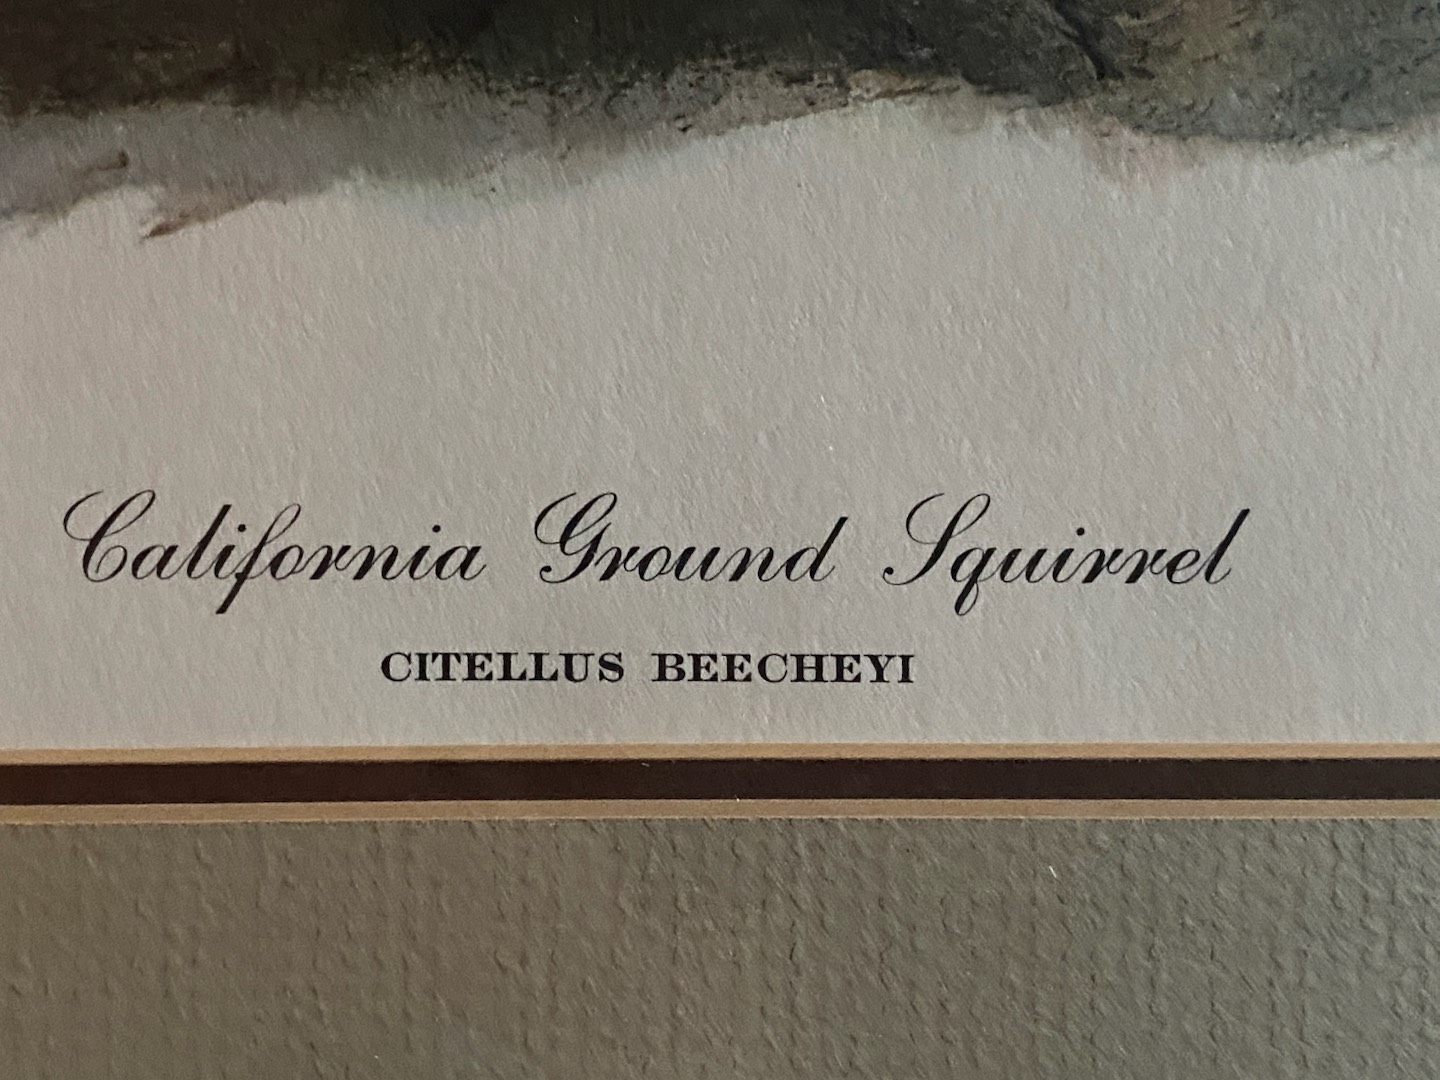 California Ground Squirrel
CITELLUS BEECHEYI